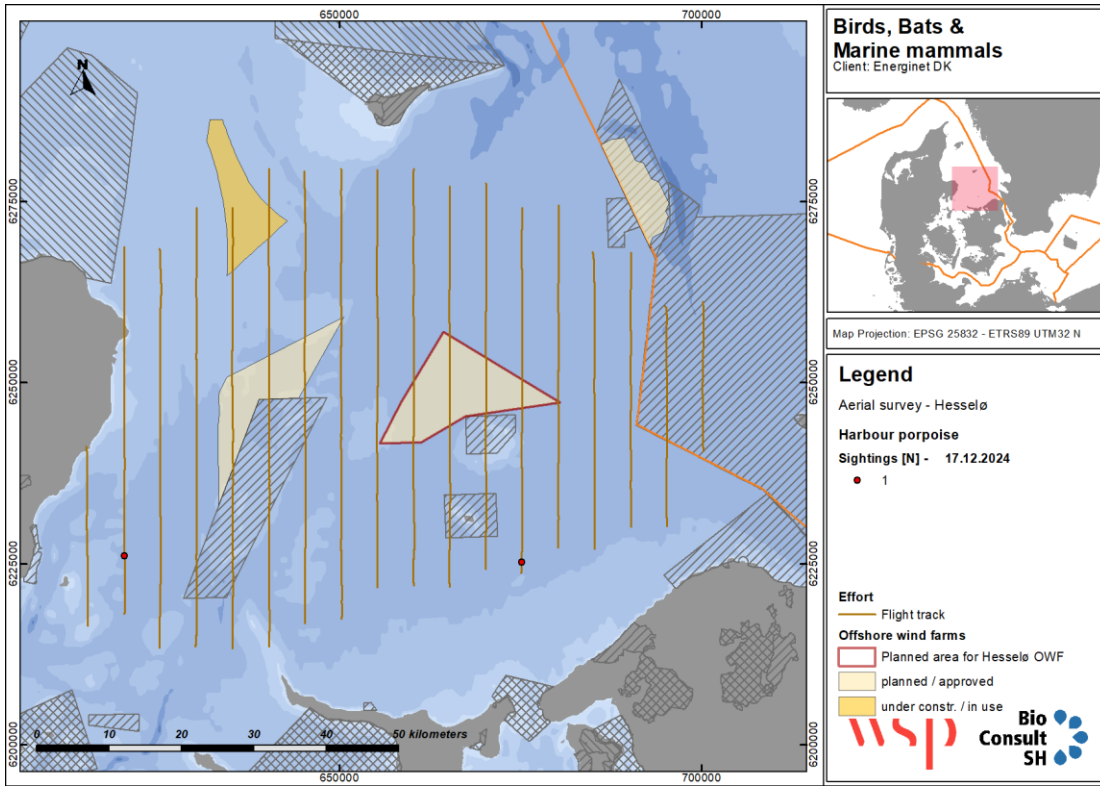 650000
700000
N
6275000
6275000
6250000
6250000
6225000
6225000
6200000
6200000
0 10 20 30 40 50 kilometers
650000
700000
Birds, Bats &
Marine mammals
Client: Energinet DK
Map Projection: EPSG 25832 - ETRS89 UTM32 N
Legend
Aerial survey - Hesselø
Harbour porpoise
Sightings [N] - 17.12.2024
1
Effort
Flight track
Offshore wind farms
Planned area for Hesselø OWF
planned / approved
under constr. / in use
wsp
Bio
Consult
SH